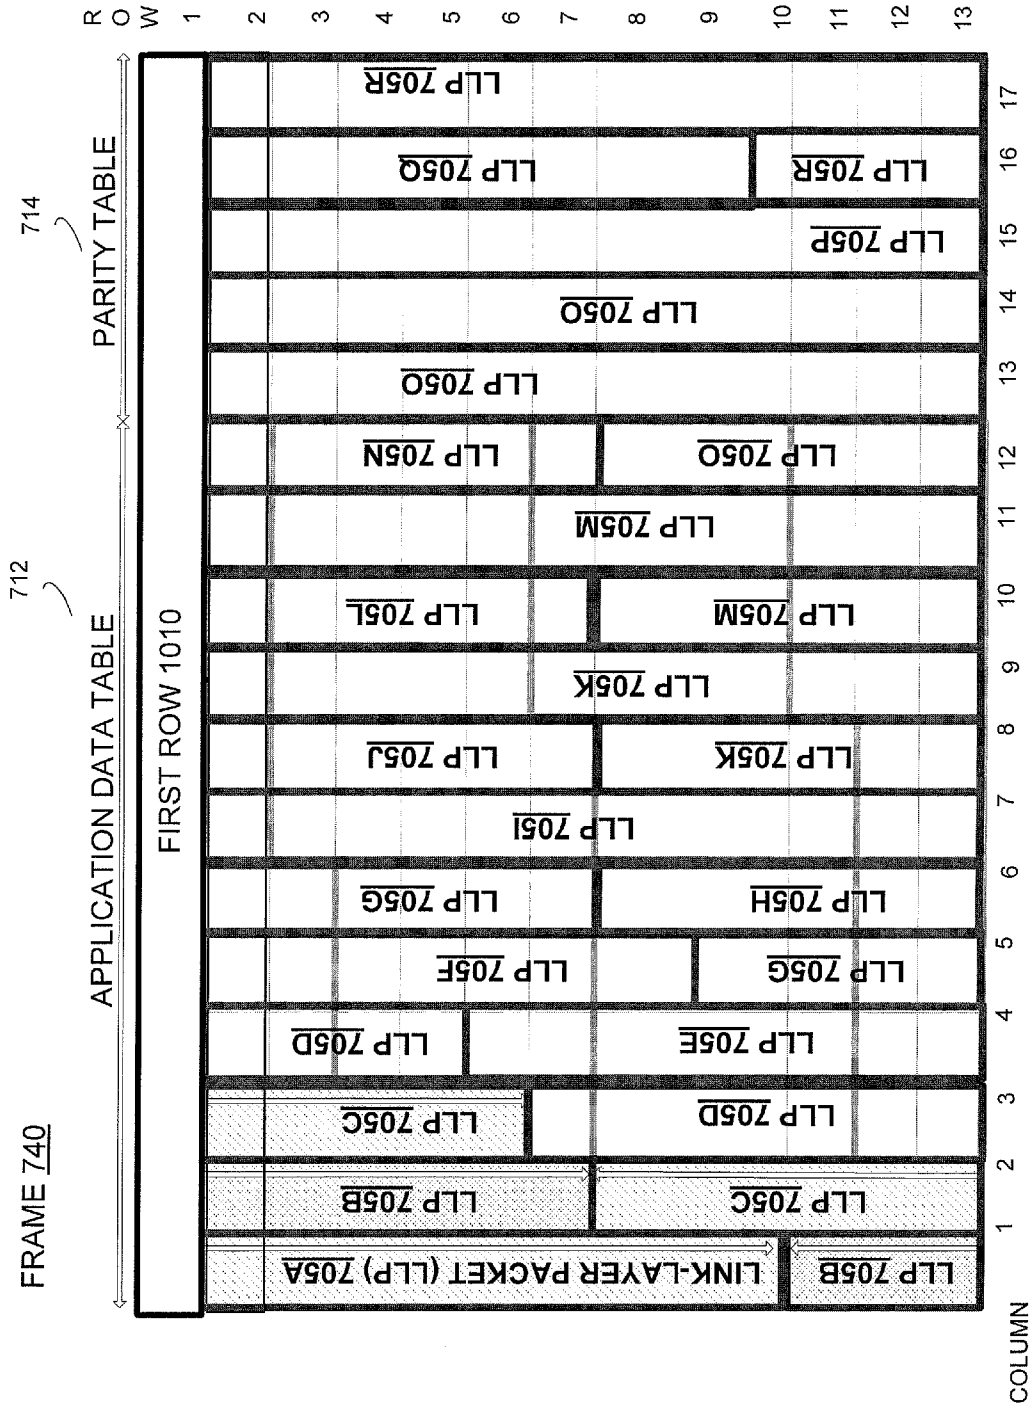 FRAME 740
APPLICATION DATA TABLE
712
PARITY TABLE
714
ROW
FIRST ROW 1010
1
2
3
4
5
6
7
8
9
10
11
12
13
LINK-LAYER PACKET (LLP) 705A
LLP 705B
LLP 705B
LLP 705C
LLP 705C
LLP 705D
LLP 705D
LLP 705E
LLP 705F
LLP 705G
LLP 705G
LLP 705H
LLP 705I
LLP 705J
LLP 705K
LLP 705K
LLP 705L
LLP 705M
LLP 705M
LLP 705N
LLP 705O
LLP 705O
LLP 705O
LLP 705P
LLP 705Q
LLP 705R
LLP 705R
COLUMN
1
2
3
4
5
6
7
8
9
10
11
12
13
14
15
16
17